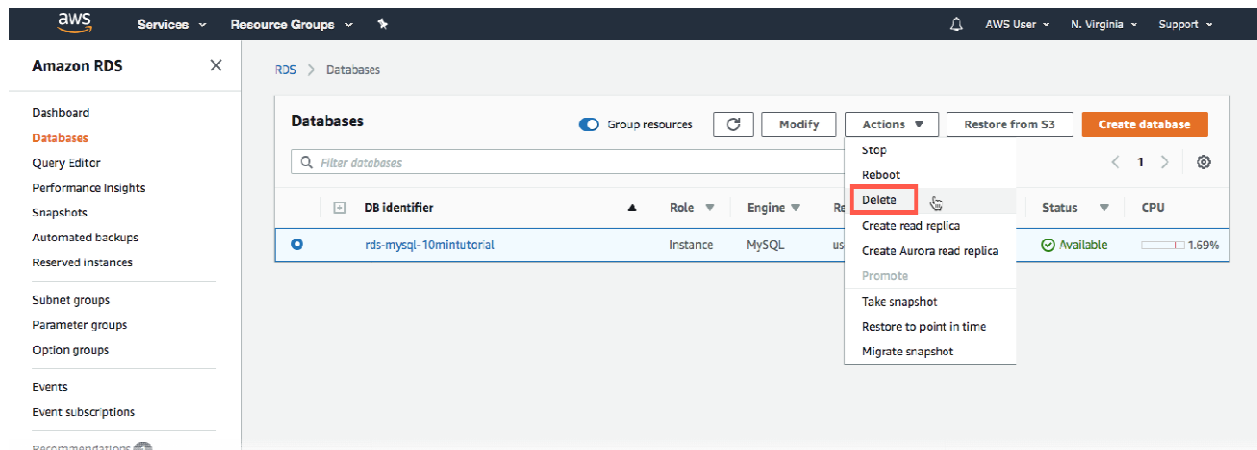 aws Services Resource Groups AWS User N. Virginia Support
Amazon RDS
RDS > Databases
Dashboard
Databases
Query Editor
Performance Insights
Snapshots
Automated backups
Reserved instances
Subnet groups
Parameter groups
Option groups
Events
Event subscriptions
Recommendations
Databases Group resources Modify Actions Restore from S3 Create database
Filter databases 1
DB identifier Role Engine Status CPU
rds-mysql-10mintutorial Instance MySQL us Available 1.69%
Stop
Reboot
Delete
Create read replica
Create Aurora read replica
Promote
Take snapshot
Restore to point in time
Migrate snapshot